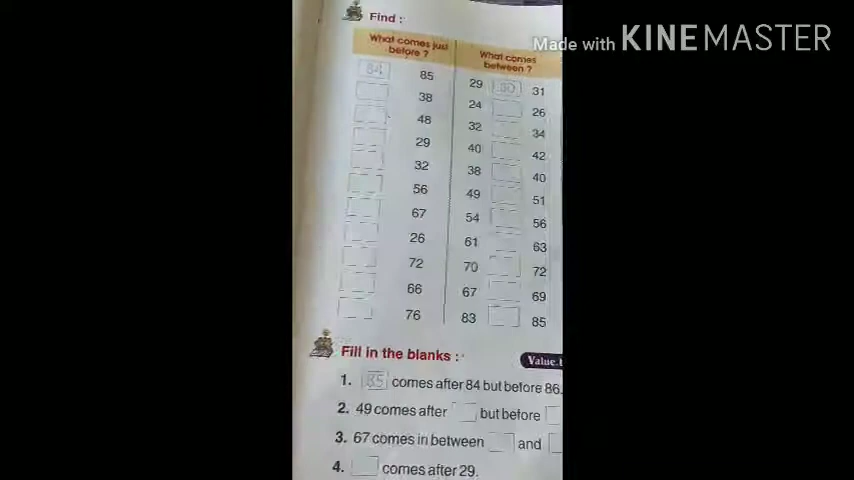 Find :
Made with KINEMASTER
What comes just before ?
What comes between ?
84 85
29 30 31
38
24 26
48
32 34
29
40 42
32
38 40
56
49 51
67
54 56
26
61 63
72
70 72
66
67 69
76
83 85
Fill in the blanks :
1. 85 comes after 84 but before 86.
2. 49 comes after but before
3. 67 comes in between and
4. comes after 29.